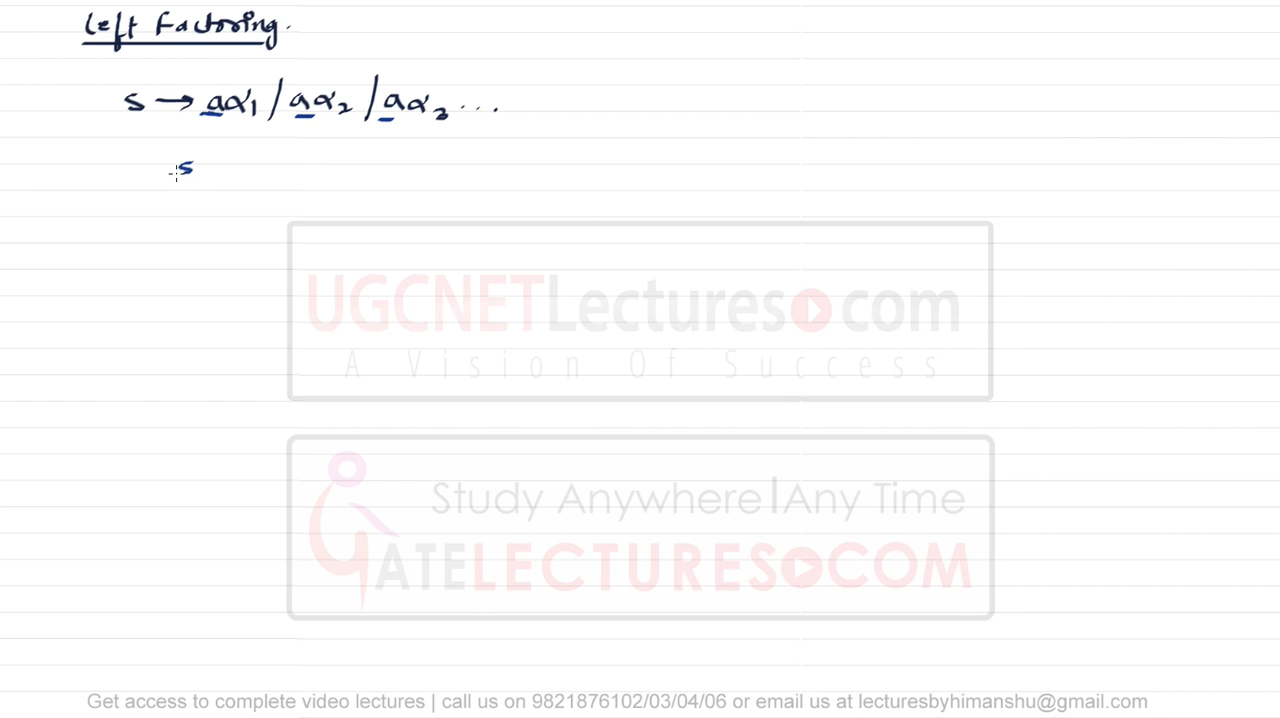 Left Factoring.
S → aα₁ / aα₂ / aα₃ ...
S
UGCNETLectures.com
A Vision Of Success
Study Anywhere|Any Time
GATELECTURES.COM
Get access to complete video lectures | call us on 9821876102/03/04/06 or email us at lecturesbyhimanshu@gmail.com